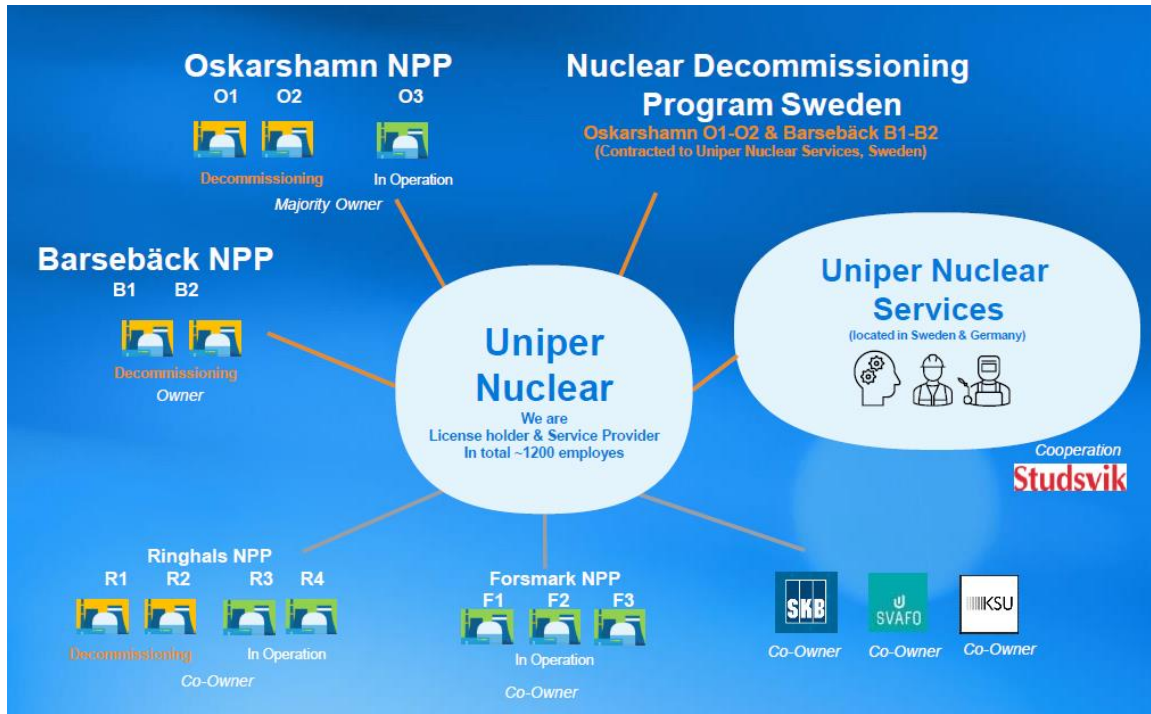 Oskarshamn NPP
O1 O2 O3
Decommissioning In Operation
Majority Owner
Nuclear Decommissioning
Program Sweden
Oskarshamn O1-O2 & Barsebäck B1-B2
(Contracted to Uniper Nuclear Services, Sweden)
Barsebäck NPP
B1 B2
Decommissioning
Owner
Uniper
Nuclear
We are
License holder & Service Provider
In total ~1200 employes
Uniper Nuclear
Services
(located in Sweden & Germany)
Cooperation
Studsvik
Ringhals NPP
R1 R2 R3 R4
Decommissioning In Operation
Co-Owner
Forsmark NPP
F1 F2 F3
In Operation
Co-Owner
SKB
SVAFO
KSU
Co-Owner Co-Owner Co-Owner